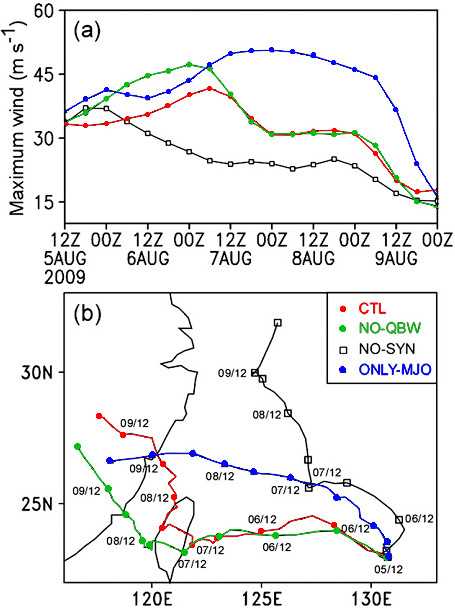 60
(a)
45
30
15
Maximum wind (m s⁻¹)
12Z 00Z 12Z 00Z 12Z 00Z 12Z 00Z 12Z 00Z
5AUG 6AUG 7AUG 8AUG 9AUG
2009
(b)
CTL
NO-QBW
NO-SYN
ONLY-MJO
30N
25N
09/12
08/12
07/12
06/12
05/12
09/12
08/12
07/12
06/12
09/12
08/12
07/12
06/12
09/12
08/12
07/12
06/12
120E 125E 130E